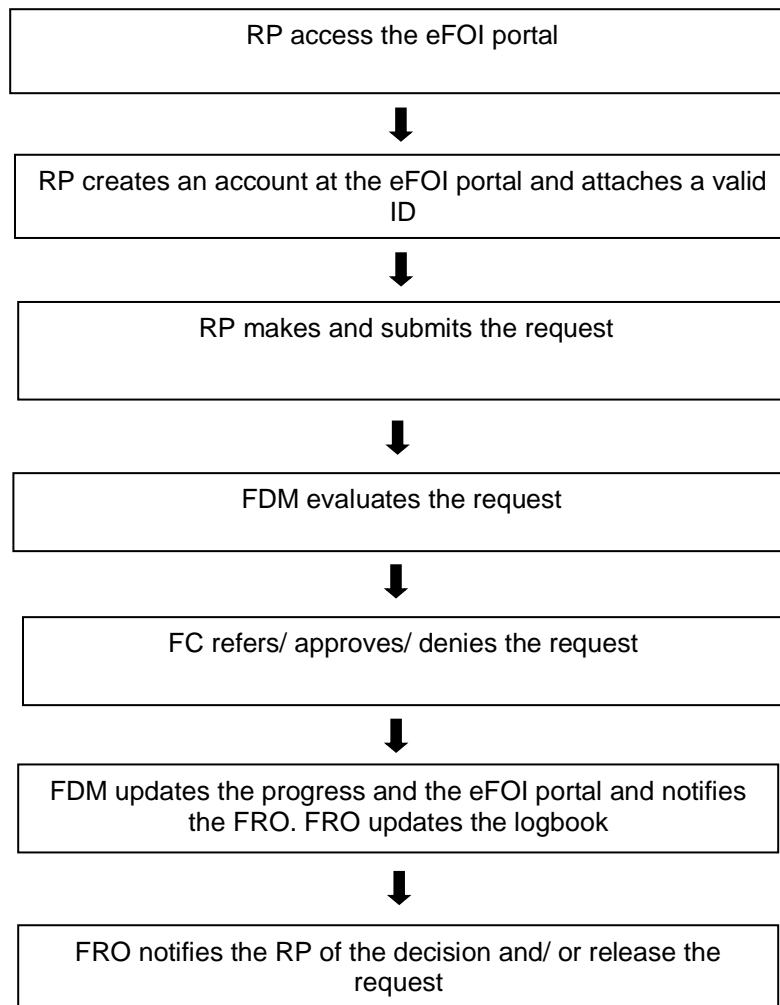 RP access the eFOI portal
RP creates an account at the eFOI portal and attaches a valid
ID
RP makes and submits the request
FDM evaluates the request
FC refers/ approves/ denies the request
FDM updates the progress and the eFOI portal and notifies
the FRO. FRO updates the logbook
FRO notifies the RP of the decision and/ or release the
request